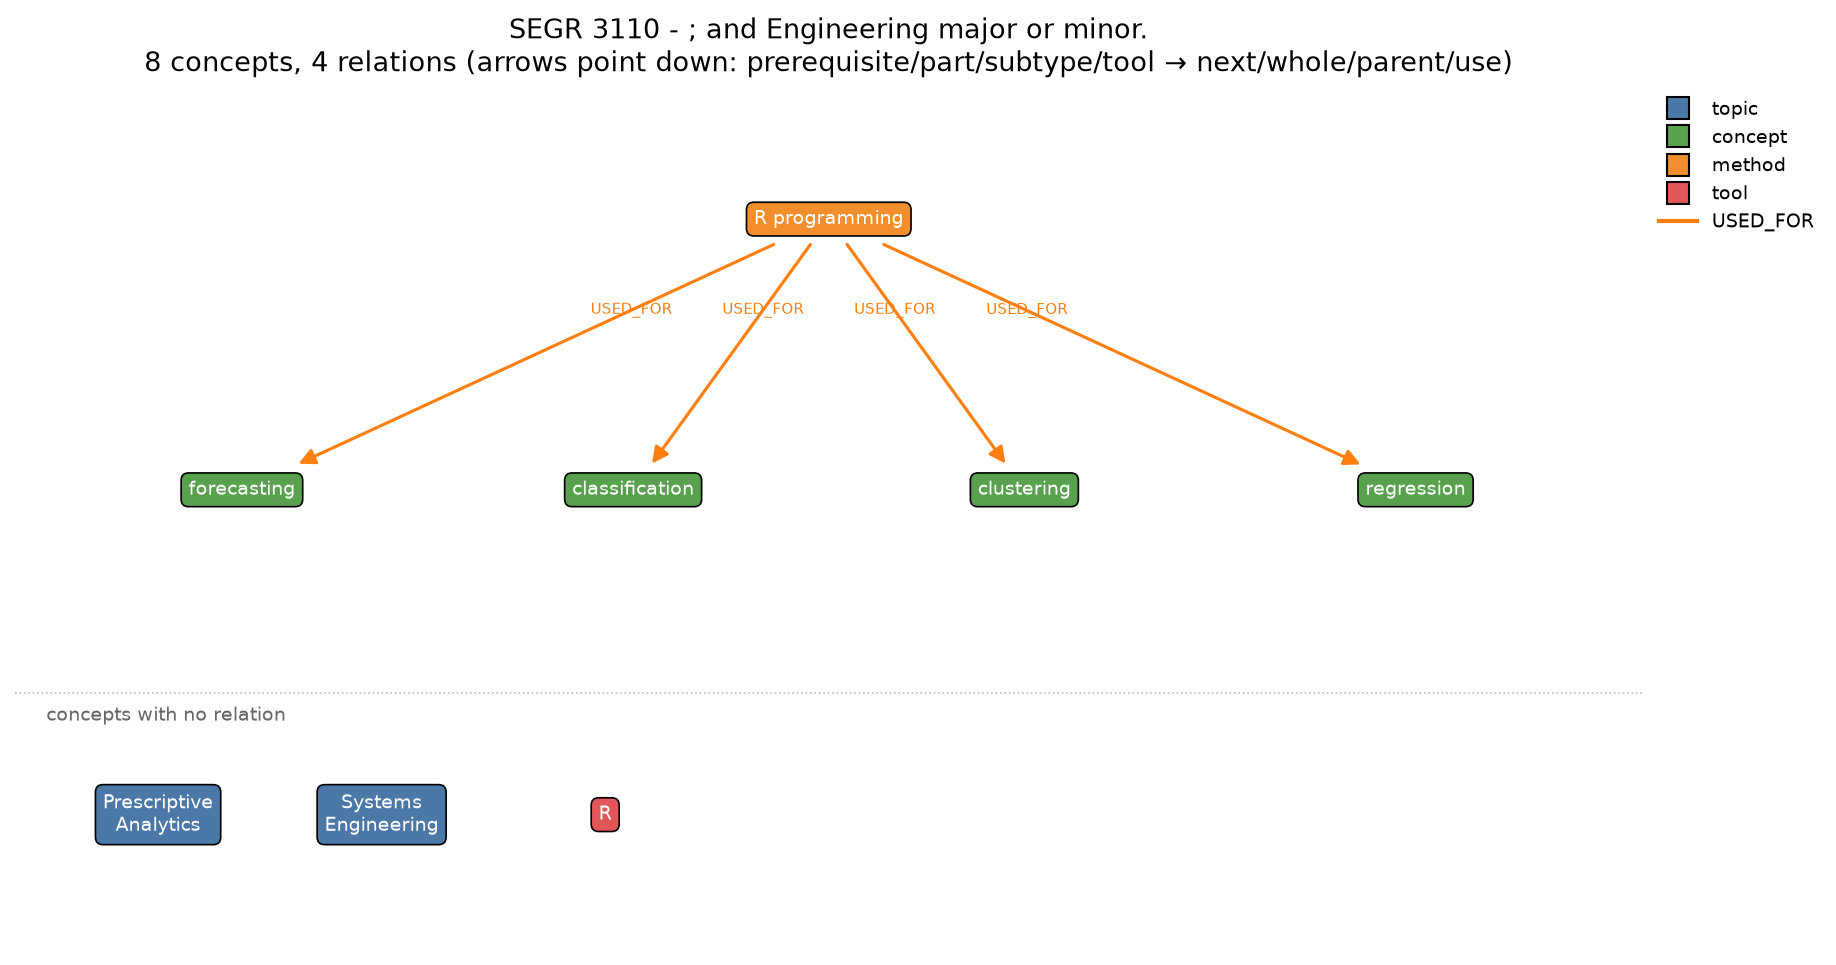 SEGR 3110 - ; and Engineering major or minor.
8 concepts, 4 relations (arrows point down: prerequisite/part/subtype/tool → next/whole/parent/use)
topic
concept
method
tool
USED_FOR
R programming
USED_FOR USED_FOR USED_FOR USED_FOR
forecasting classification clustering regression
concepts with no relation
Prescriptive
Analytics
Systems
Engineering
R